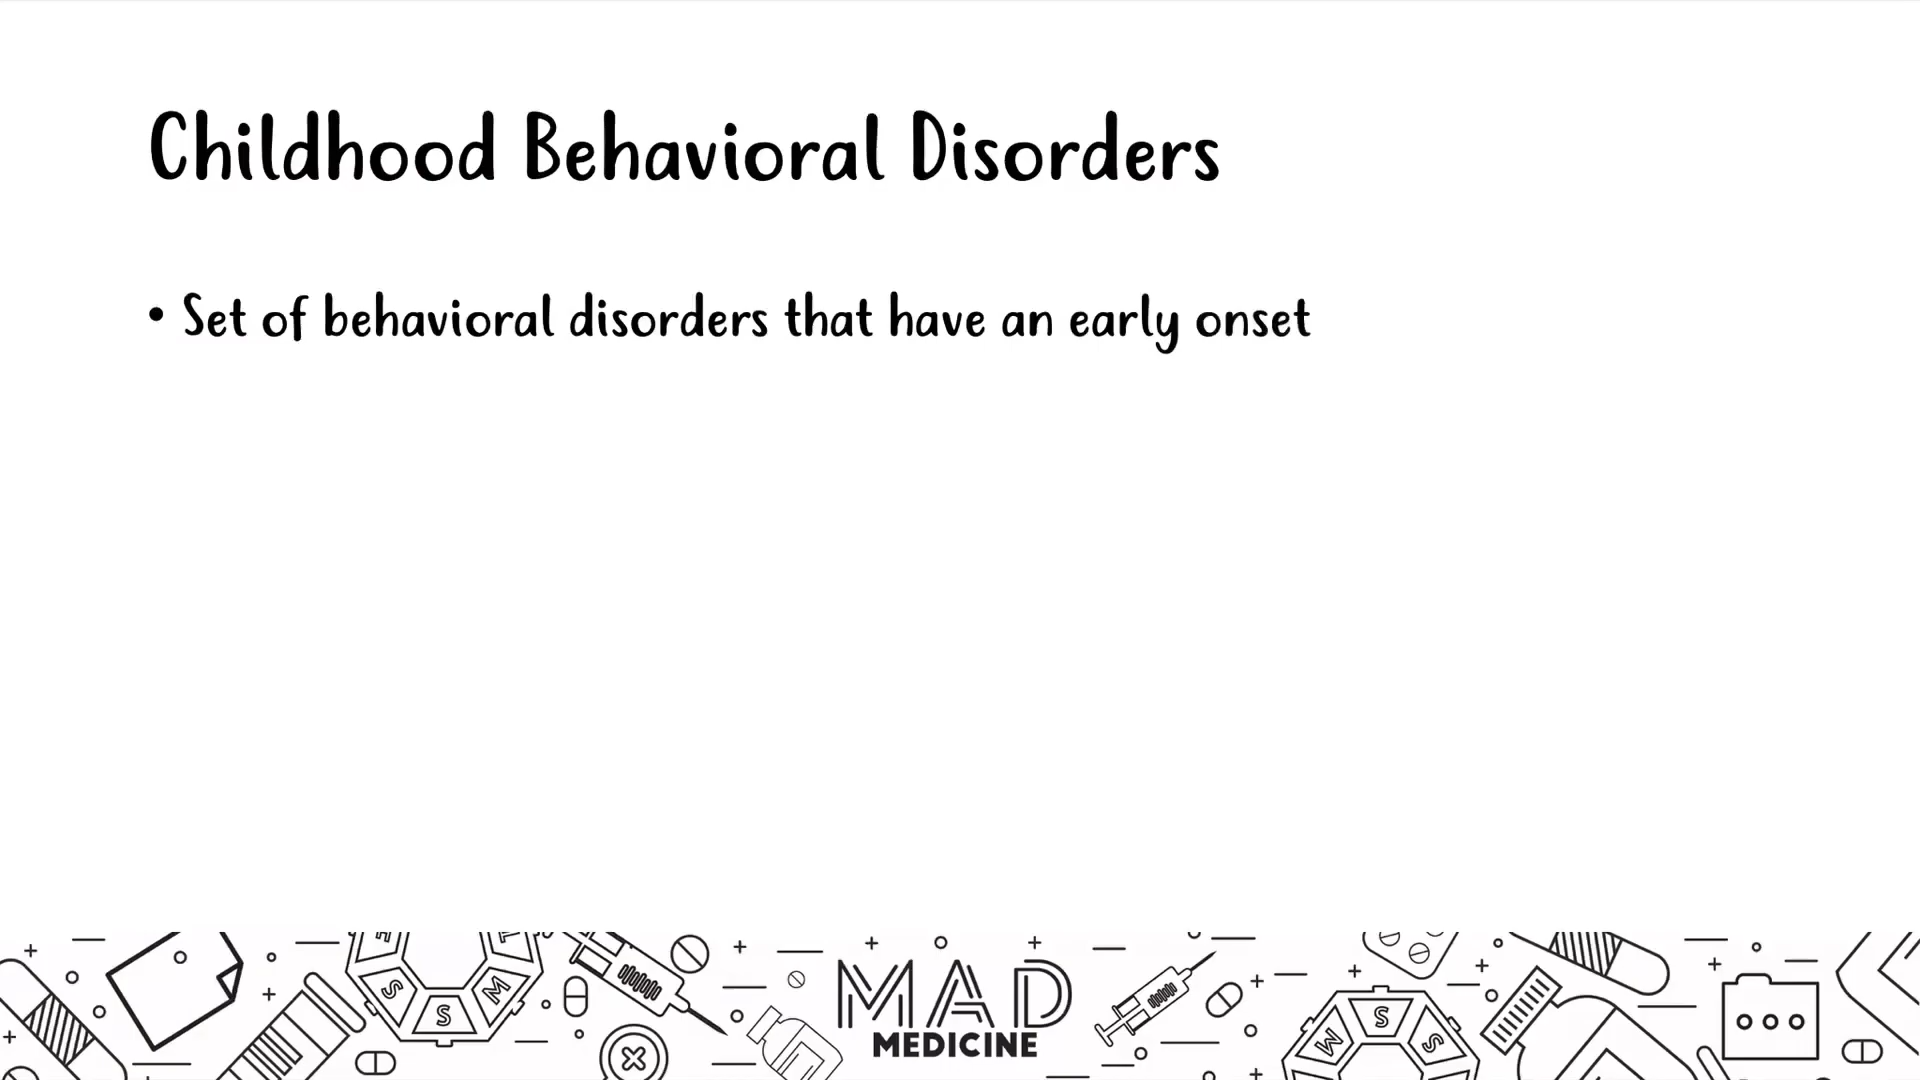 Childhood Behavioral Disorders
• Set of behavioral disorders that have an early onset
H
S
S
M
T
MAD
MEDICINE
M
S
S